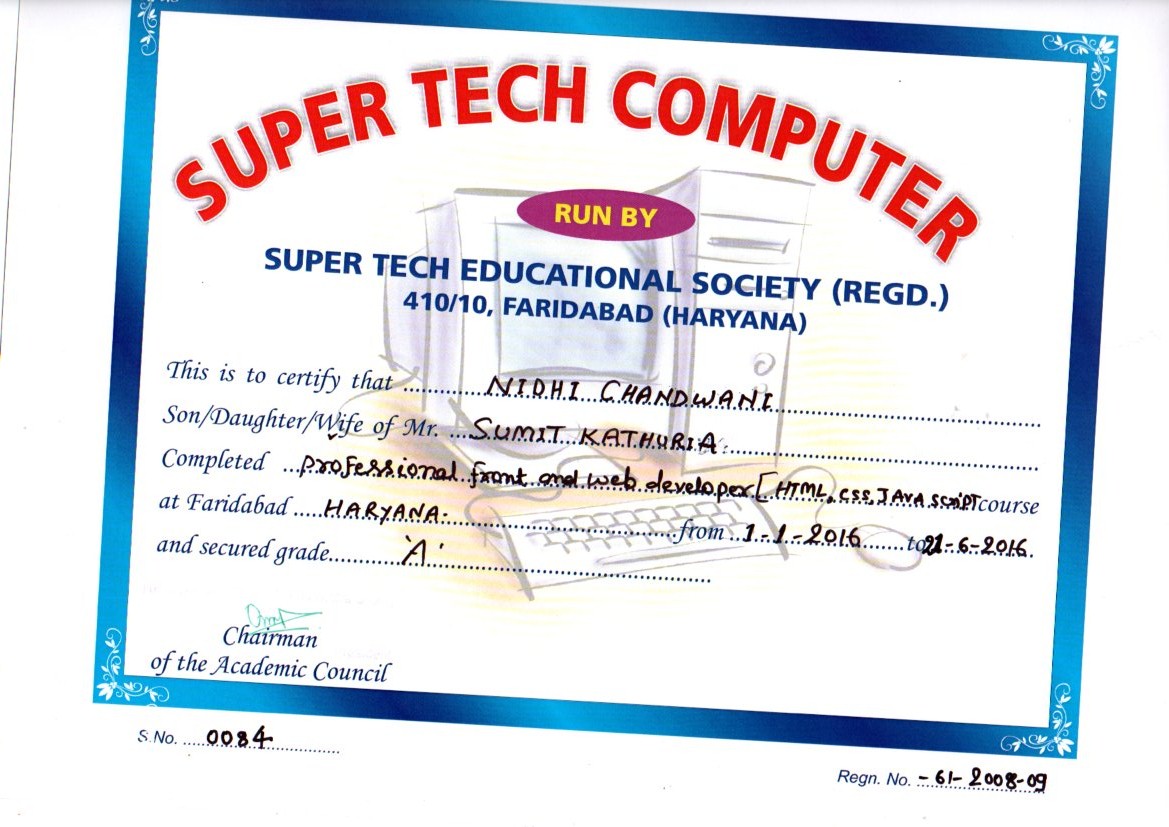 SUPER TECH COMPUTER
RUN BY
SUPER TECH EDUCATIONAL SOCIETY (REGD.)
410/10, FARIDABAD (HARYANA)
This is to certify that ........... NIDHI CHANDWANI ...........
Son/Daughter/Wife of Mr. ... SUMIT KATHURIA. ...........
Completed ... professional front and web developer [HTML, CSS, JAVA SCRIPT course
at Faridabad .... HARYANA. ........... from .. 1-1-2016 ....... to 21-6-2016.
and secured grade........... 'A' ...........
Chairman
of the Academic Council
S.No. .... 0084 ...........
Regn. No. - 61- 2008-09